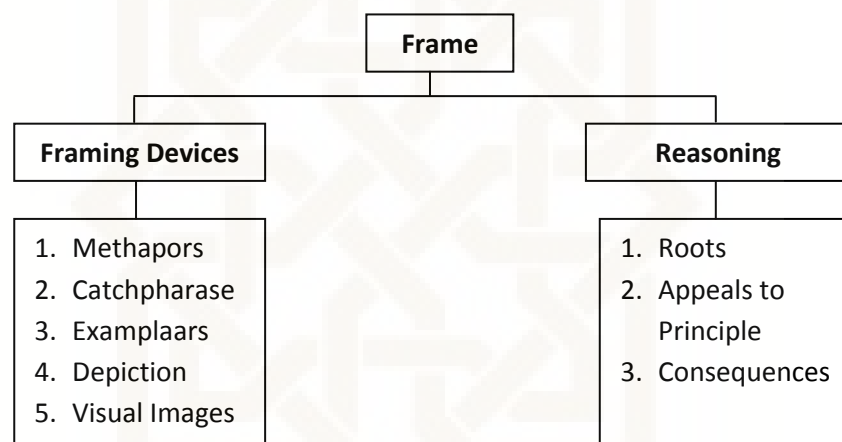 Frame
Framing Devices
Reasoning
1. Methapors
2. Catchpharase
3. Examplaars
4. Depiction
5. Visual Images
1. Roots
2. Appeals to
Principle
3. Consequences